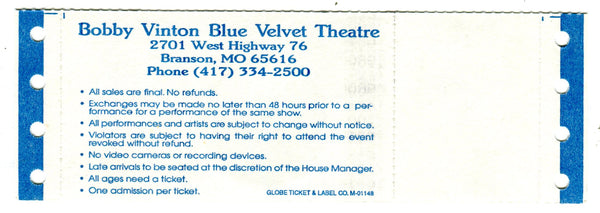 Bobby Vinton Blue Velvet Theatre
2701 West Highway 76
Branson, MO 65616
Phone (417) 334-2500
• All sales are final. No refunds.
• Exchanges may be made no later than 48 hours prior to a per-
formance for a performance of the same show.
• All performances and artists are subject to change without notice.
• Violators are subject to having their right to attend the event
revoked without refund.
• No video cameras or recording devices.
• Late arrivals to be seated at the discretion of the House Manager.
• All ages need a ticket.
• One admission per ticket.
GLOBE TICKET & LABEL CO. M-01148